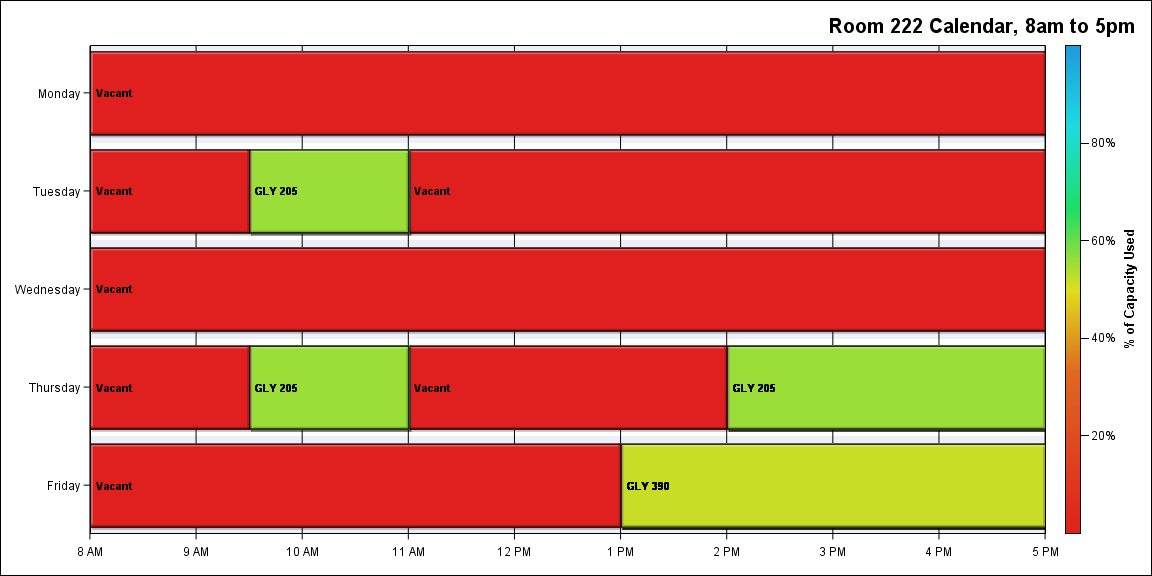 Room 222 Calendar, 8am to 5pm
Monday
Vacant
Tuesday
Vacant
GLY 205
Vacant
Wednesday
Vacant
Thursday
Vacant
GLY 205
Vacant
GLY 205
Friday
Vacant
GLY 390
8 AM
9 AM
10 AM
11 AM
12 PM
1 PM
2 PM
3 PM
4 PM
5 PM
80%
60%
40%
20%
% of Capacity Used